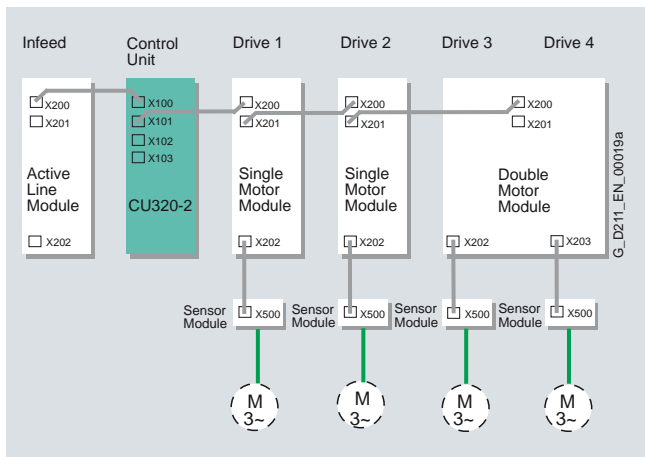 Infeed
Control
Unit
Drive 1
Drive 2
Drive 3
Drive 4
X200
X201
Active
Line
Module
X202
X100
X101
X102
X103
CU320-2
X200
X201
Single
Motor
Module
X202
X200
X201
Single
Motor
Module
X202
X200
X201
Double
Motor
Module
X202
X203
G_D211_EN_00019a
Sensor
Module
X500
Sensor
Module
X500
Sensor
Module
X500
Sensor
Module
X500
M
3~
M
3~
M
3~
M
3~